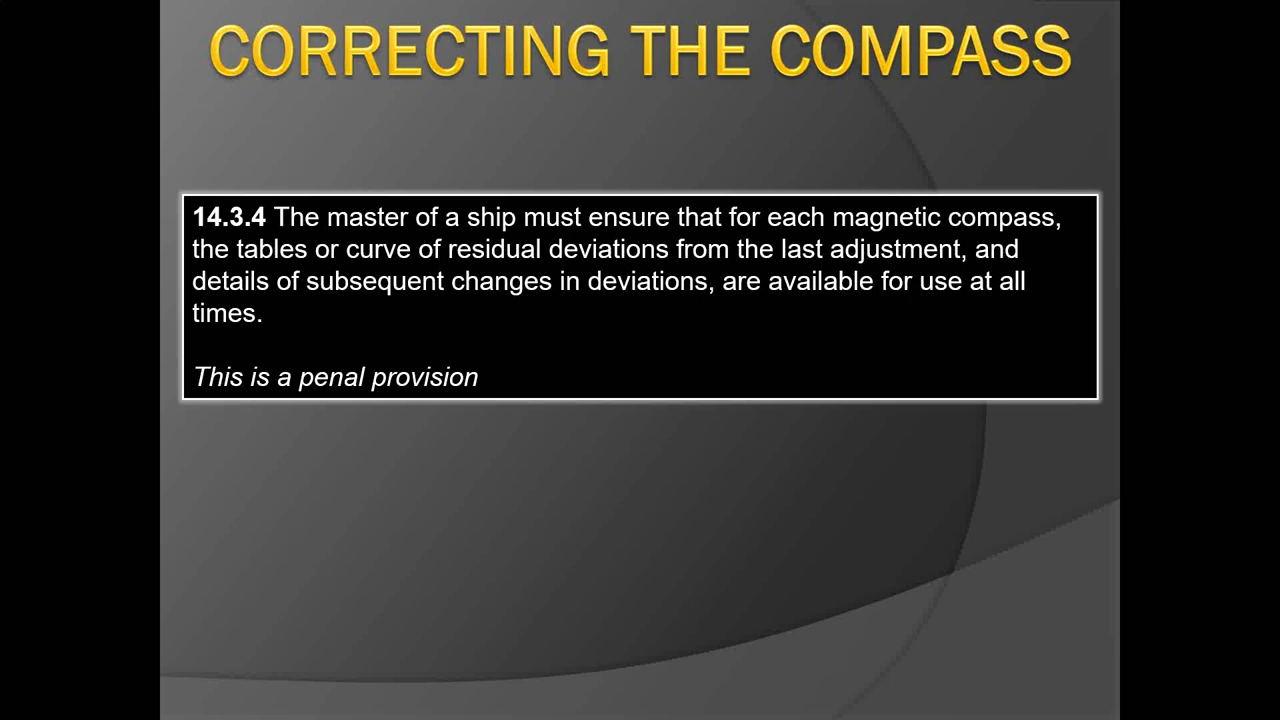 CORRECTING THE COMPASS
14.3.4 The master of a ship must ensure that for each magnetic compass,
the tables or curve of residual deviations from the last adjustment, and
details of subsequent changes in deviations, are available for use at all
times.
This is a penal provision